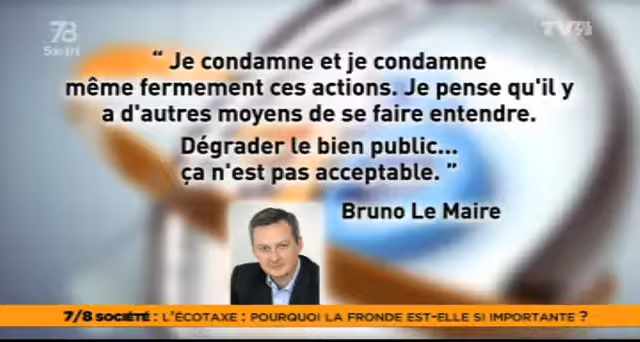 7/8
Société
TV78
“ Je condamne et je condamne
même fermement ces actions. Je pense qu'il y
a d'autres moyens de se faire entendre.
Dégrader le bien public...
ça n'est pas acceptable. ”
Bruno Le Maire
7/8 SOCIÉTÉ : L'ÉCOTAXE : POURQUOI LA FRONDE EST-ELLE SI IMPORTANTE ?